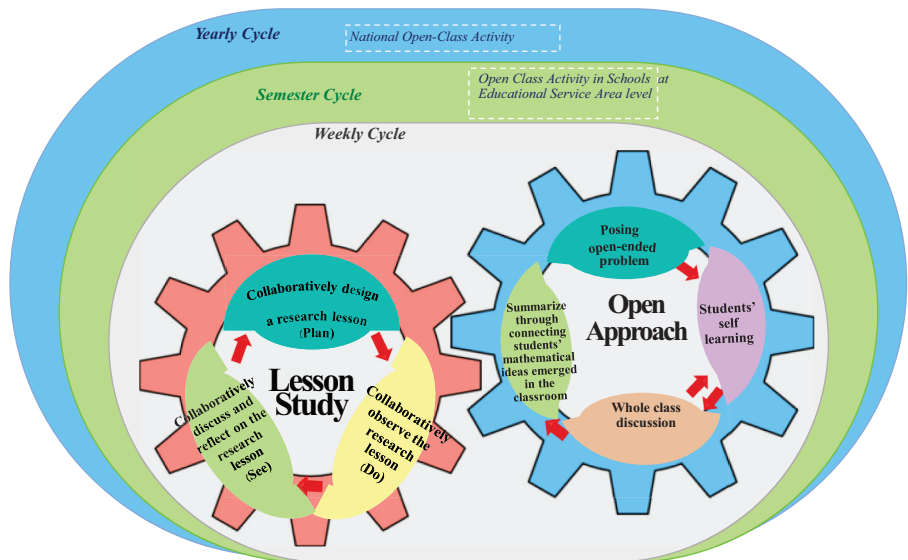 Yearly Cycle
National Open-Class Activity
Semester Cycle
Open Class Activity in Schools at
Educational Service Area level
Weekly Cycle
Collaboratively design
a research lesson
(Plan)
Lesson
Study
Collaboratively
discuss and
reflect on the
research
lesson
(See)
Collaboratively
observe the
research
lesson
(Do)
Posing
open-ended
problem
Open
Approach
Students'
self
learning
Summarize
through
connecting
students'
mathematical
ideas emerged
in the
classroom
Whole class
discussion